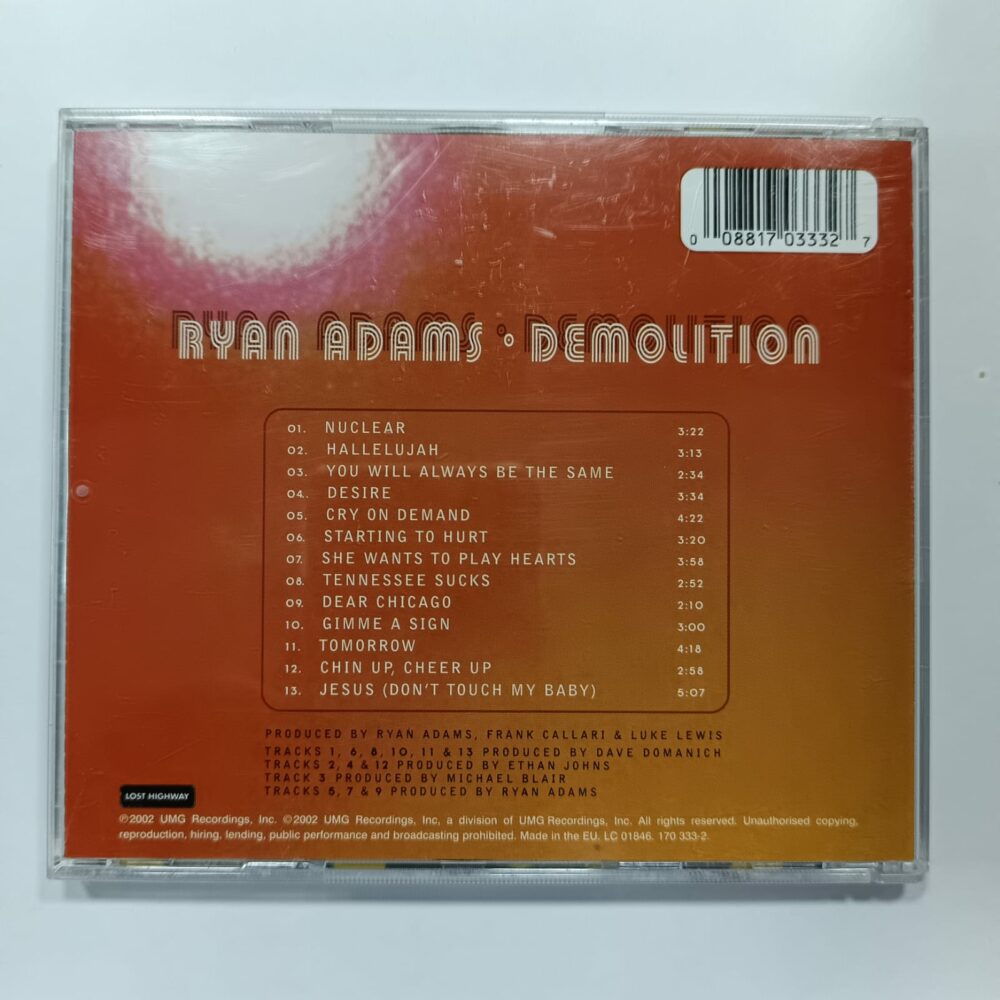 0 08817 03332 7
RYAN ADAMS • DEMOLITION
01. NUCLEAR 3:22
02. HALLELUJAH 3:13
03. YOU WILL ALWAYS BE THE SAME 2:34
04. DESIRE 3:34
05. CRY ON DEMAND 4:22
06. STARTING TO HURT 3:20
07. SHE WANTS TO PLAY HEARTS 3:58
08. TENNESSEE SUCKS 2:52
09. DEAR CHICAGO 2:10
10. GIMME A SIGN 3:00
11. TOMORROW 4:18
12. CHIN UP, CHEER UP 2:58
13. JESUS (DON'T TOUCH MY BABY) 5:07
PRODUCED BY RYAN ADAMS, FRANK CALLARI & LUKE LEWIS
TRACKS 1, 6, 8, 10, 11 & 13 PRODUCED BY DAVE DOMANICH
TRACKS 2, 4 & 12 PRODUCED BY ETHAN JOHNS
TRACK 3 PRODUCED BY MICHAEL BLAIR
TRACKS 5, 7 & 9 PRODUCED BY RYAN ADAMS
LOST HIGHWAY
℗2002 UMG Recordings, Inc. ©2002 UMG Recordings, Inc, a division of UMG Recordings, Inc. All rights reserved. Unauthorised copying,
reproduction, hiring, lending, public performance and broadcasting prohibited. Made in the EU. LC 01846. 170 333-2.